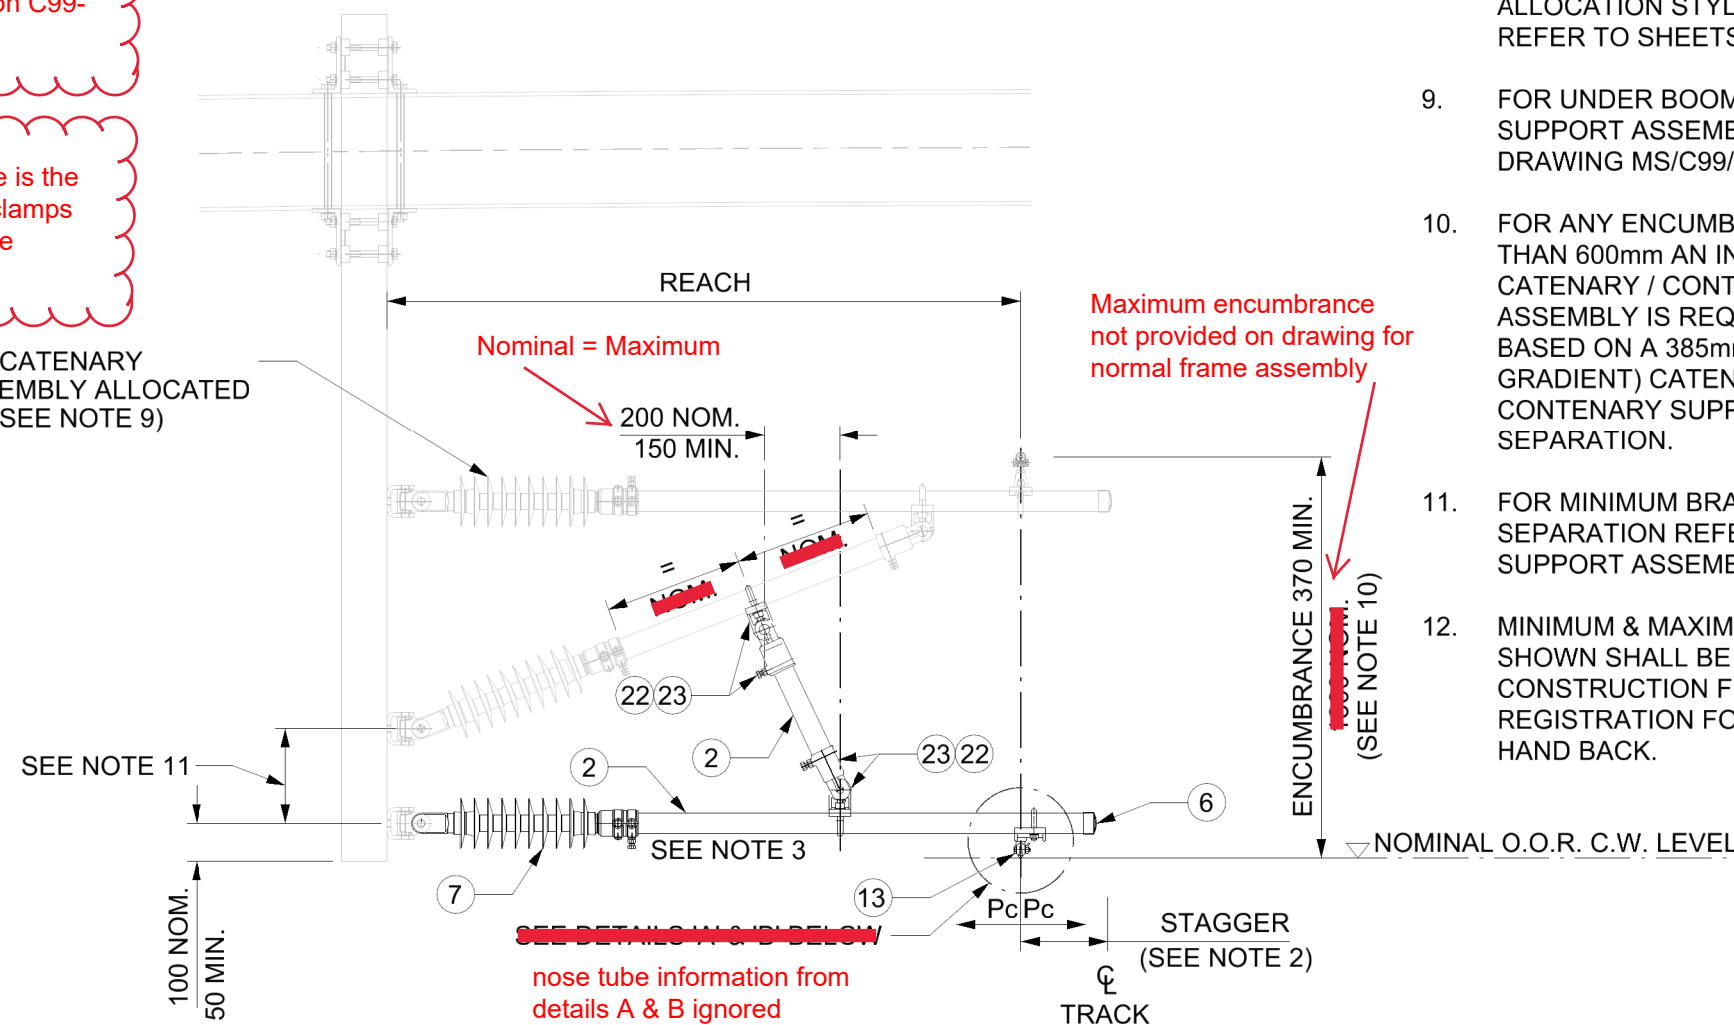 on C99-
e is the
clamps
e
CATENARY
EMBLY ALLOCATED
(SEE NOTE 9)
REACH
Nominal = Maximum
200 NOM.
150 MIN.
Maximum encumbrance
not provided on drawing for
normal frame assembly
=
NOM.
=
NOM.
ENCUMBRANCE 370 MIN.
(SEE NOTE 10)
22 23
2
23 22
2
SEE NOTE 11
6
SEE NOTE 3
NOMINAL O.O.R. C.W. LEVEL
7
13
100 NOM.
50 MIN.
SEE DETAILS 'A' & 'B' BELOW
nose tube information from
details A & B ignored
Pc Pc
STAGGER
(SEE NOTE 2)
℄
TRACK
ALLOCATION STYL
REFER TO SHEETS
9. FOR UNDER BOOM
SUPPORT ASSEMB
DRAWING MS/C99/
10. FOR ANY ENCUMB
THAN 600mm AN IN
CATENARY / CONT
ASSEMBLY IS REQ
BASED ON A 385mm
GRADIENT) CATEN
CONTENARY SUPP
SEPARATION.
11. FOR MINIMUM BRA
SEPARATION REFE
SUPPORT ASSEMB
12. MINIMUM & MAXIM
SHOWN SHALL BE
CONSTRUCTION F
REGISTRATION FO
HAND BACK.